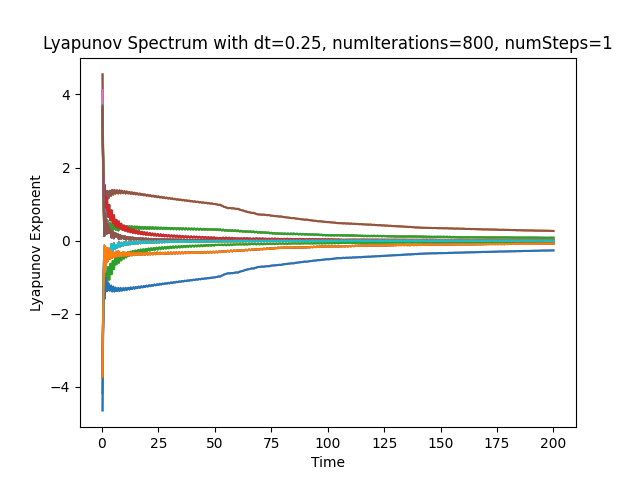 Lyapunov Spectrum with dt=0.25, numIterations=800, numSteps=1
4
2
0
−2
−4
Lyapunov Exponent
0 25 50 75 100 125 150 175 200
Time